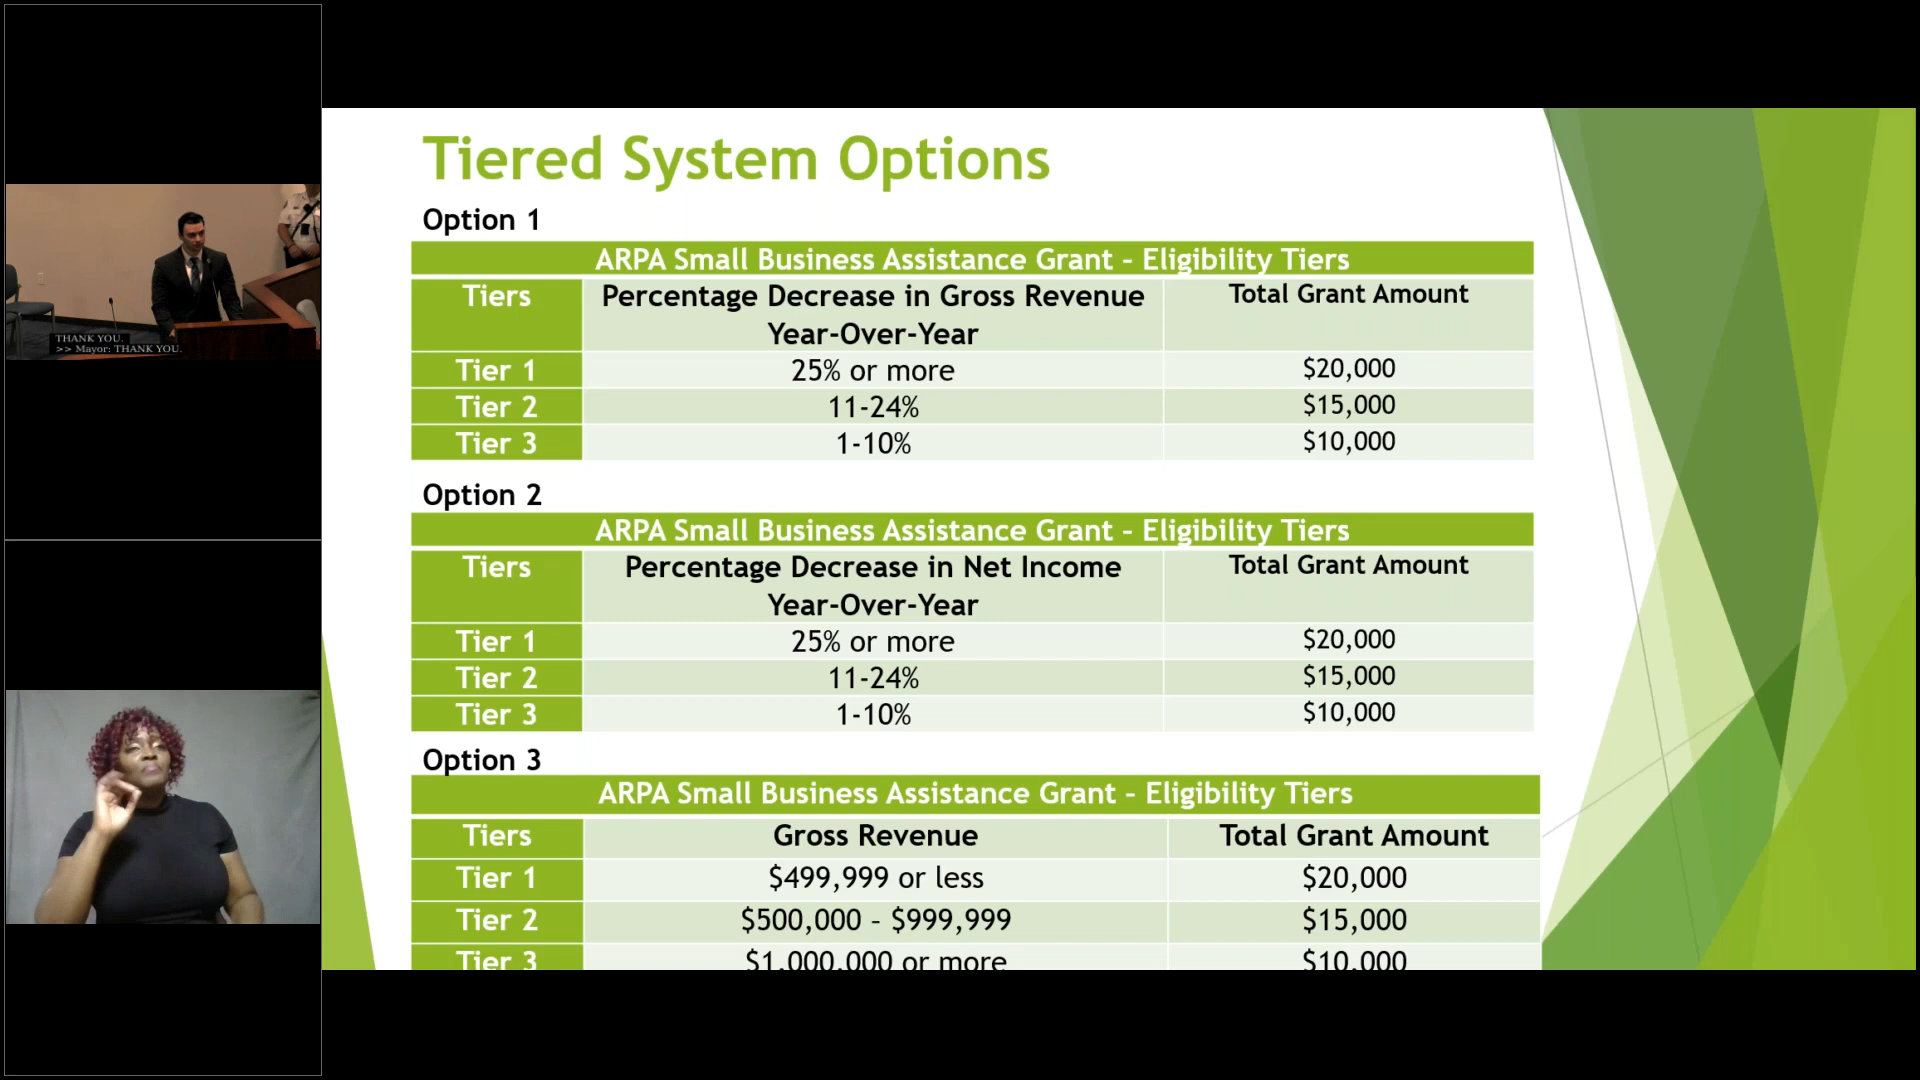 THANK YOU.
>> Mayor: THANK YOU.
Tiered System Options
Option 1
ARPA Small Business Assistance Grant – Eligibility Tiers
Tiers Percentage Decrease in Gross Revenue Total Grant Amount
Year-Over-Year
Tier 1 25% or more $20,000
Tier 2 11-24% $15,000
Tier 3 1-10% $10,000
Option 2
ARPA Small Business Assistance Grant – Eligibility Tiers
Tiers Percentage Decrease in Net Income Total Grant Amount
Year-Over-Year
Tier 1 25% or more $20,000
Tier 2 11-24% $15,000
Tier 3 1-10% $10,000
Option 3
ARPA Small Business Assistance Grant – Eligibility Tiers
Tiers Gross Revenue Total Grant Amount
Tier 1 $499,999 or less $20,000
Tier 2 $500,000 – $999,999 $15,000
Tier 3 $1,000,000 or more $10,000